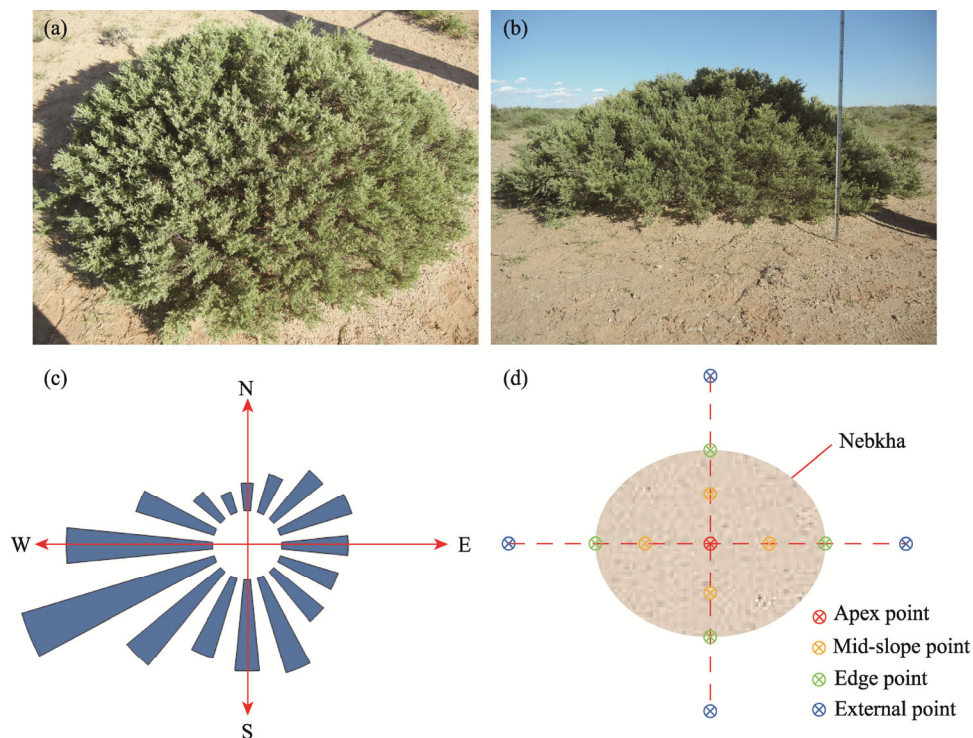 (a)
(b)
(c)
N
W
E
S
(d)
Nebkha
Apex point
Mid-slope point
Edge point
External point